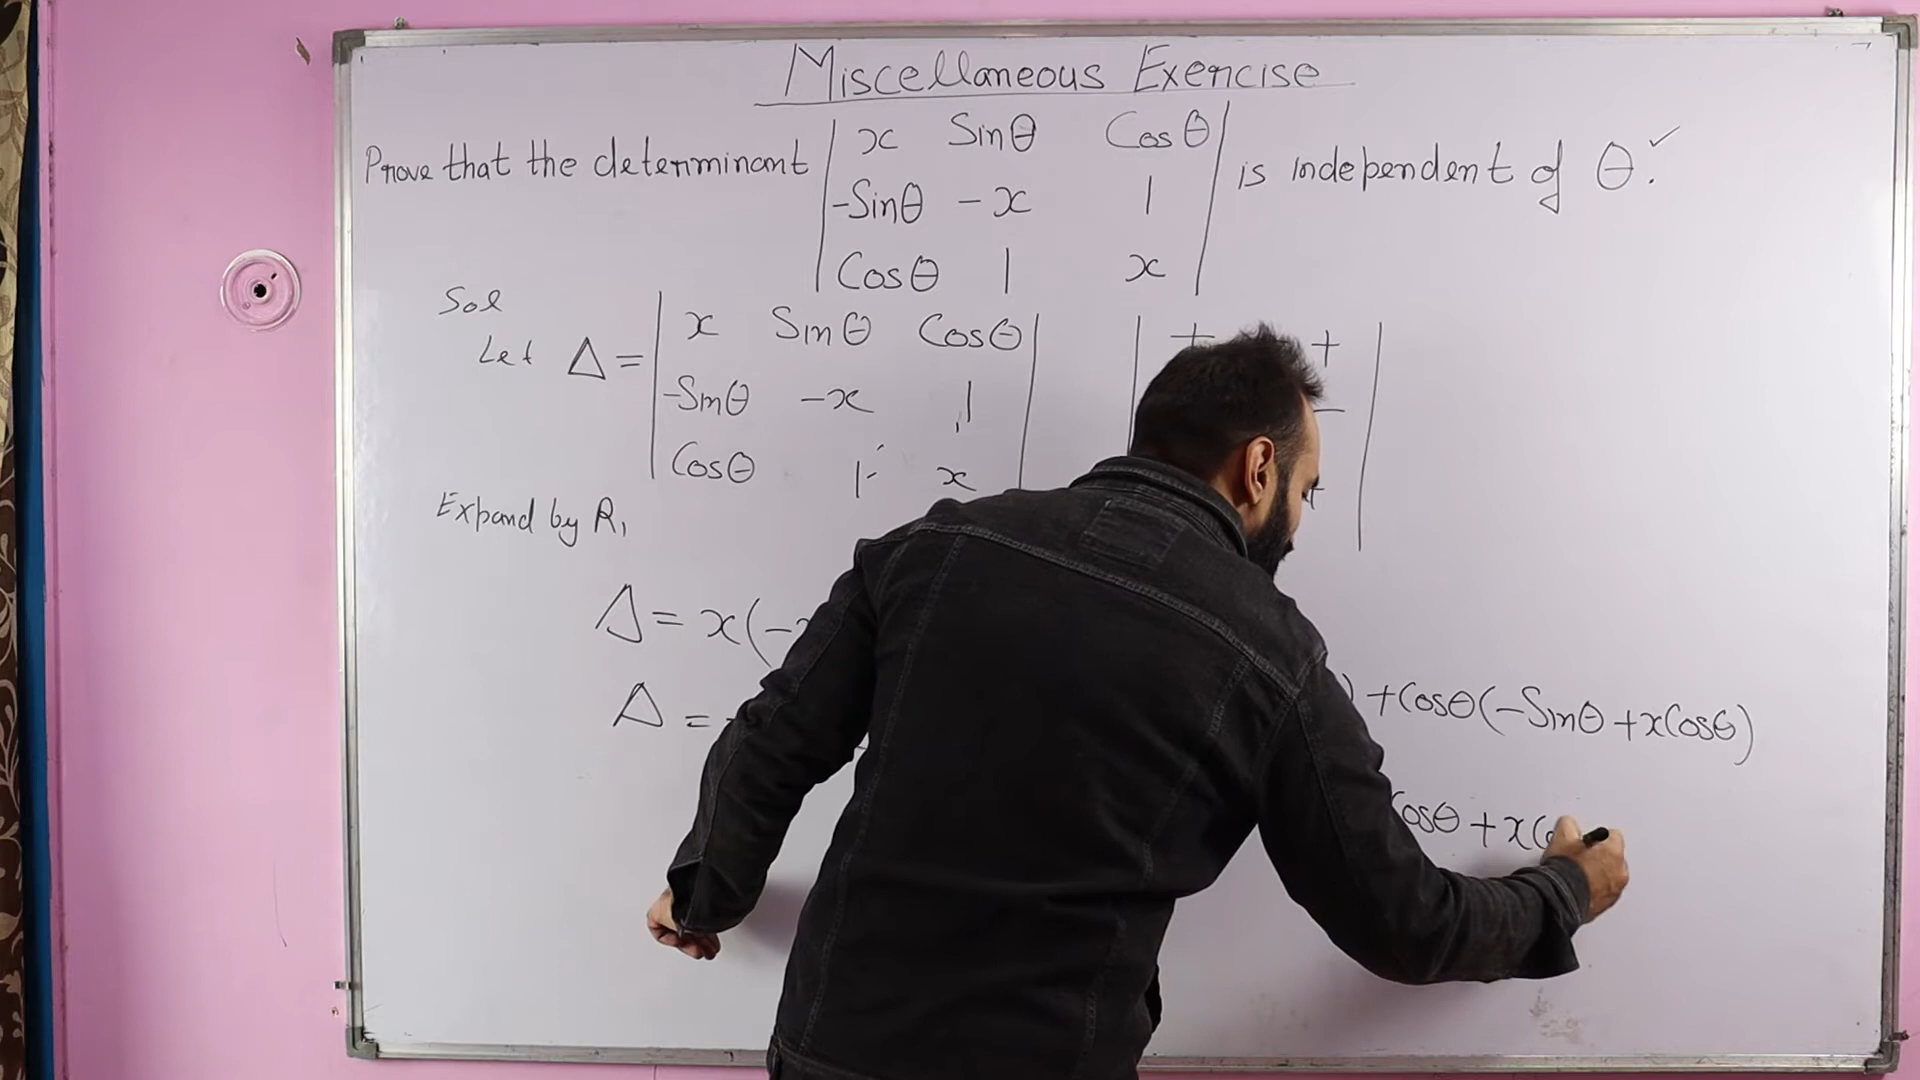 Miscellaneous Exercise
Prove that the determinant | x Sinθ Cosθ | is independent of θ.
|-Sinθ -x 1|
|Cosθ 1 x|
Sol
Let Δ = | x Sinθ Cosθ | | + +
|-Sinθ -x 1| -
|Cosθ 1 x| +
Expand by R₁
Δ = x(-x
) +Cosθ(-Sinθ +xCosθ)
Δ =
Cosθ + x